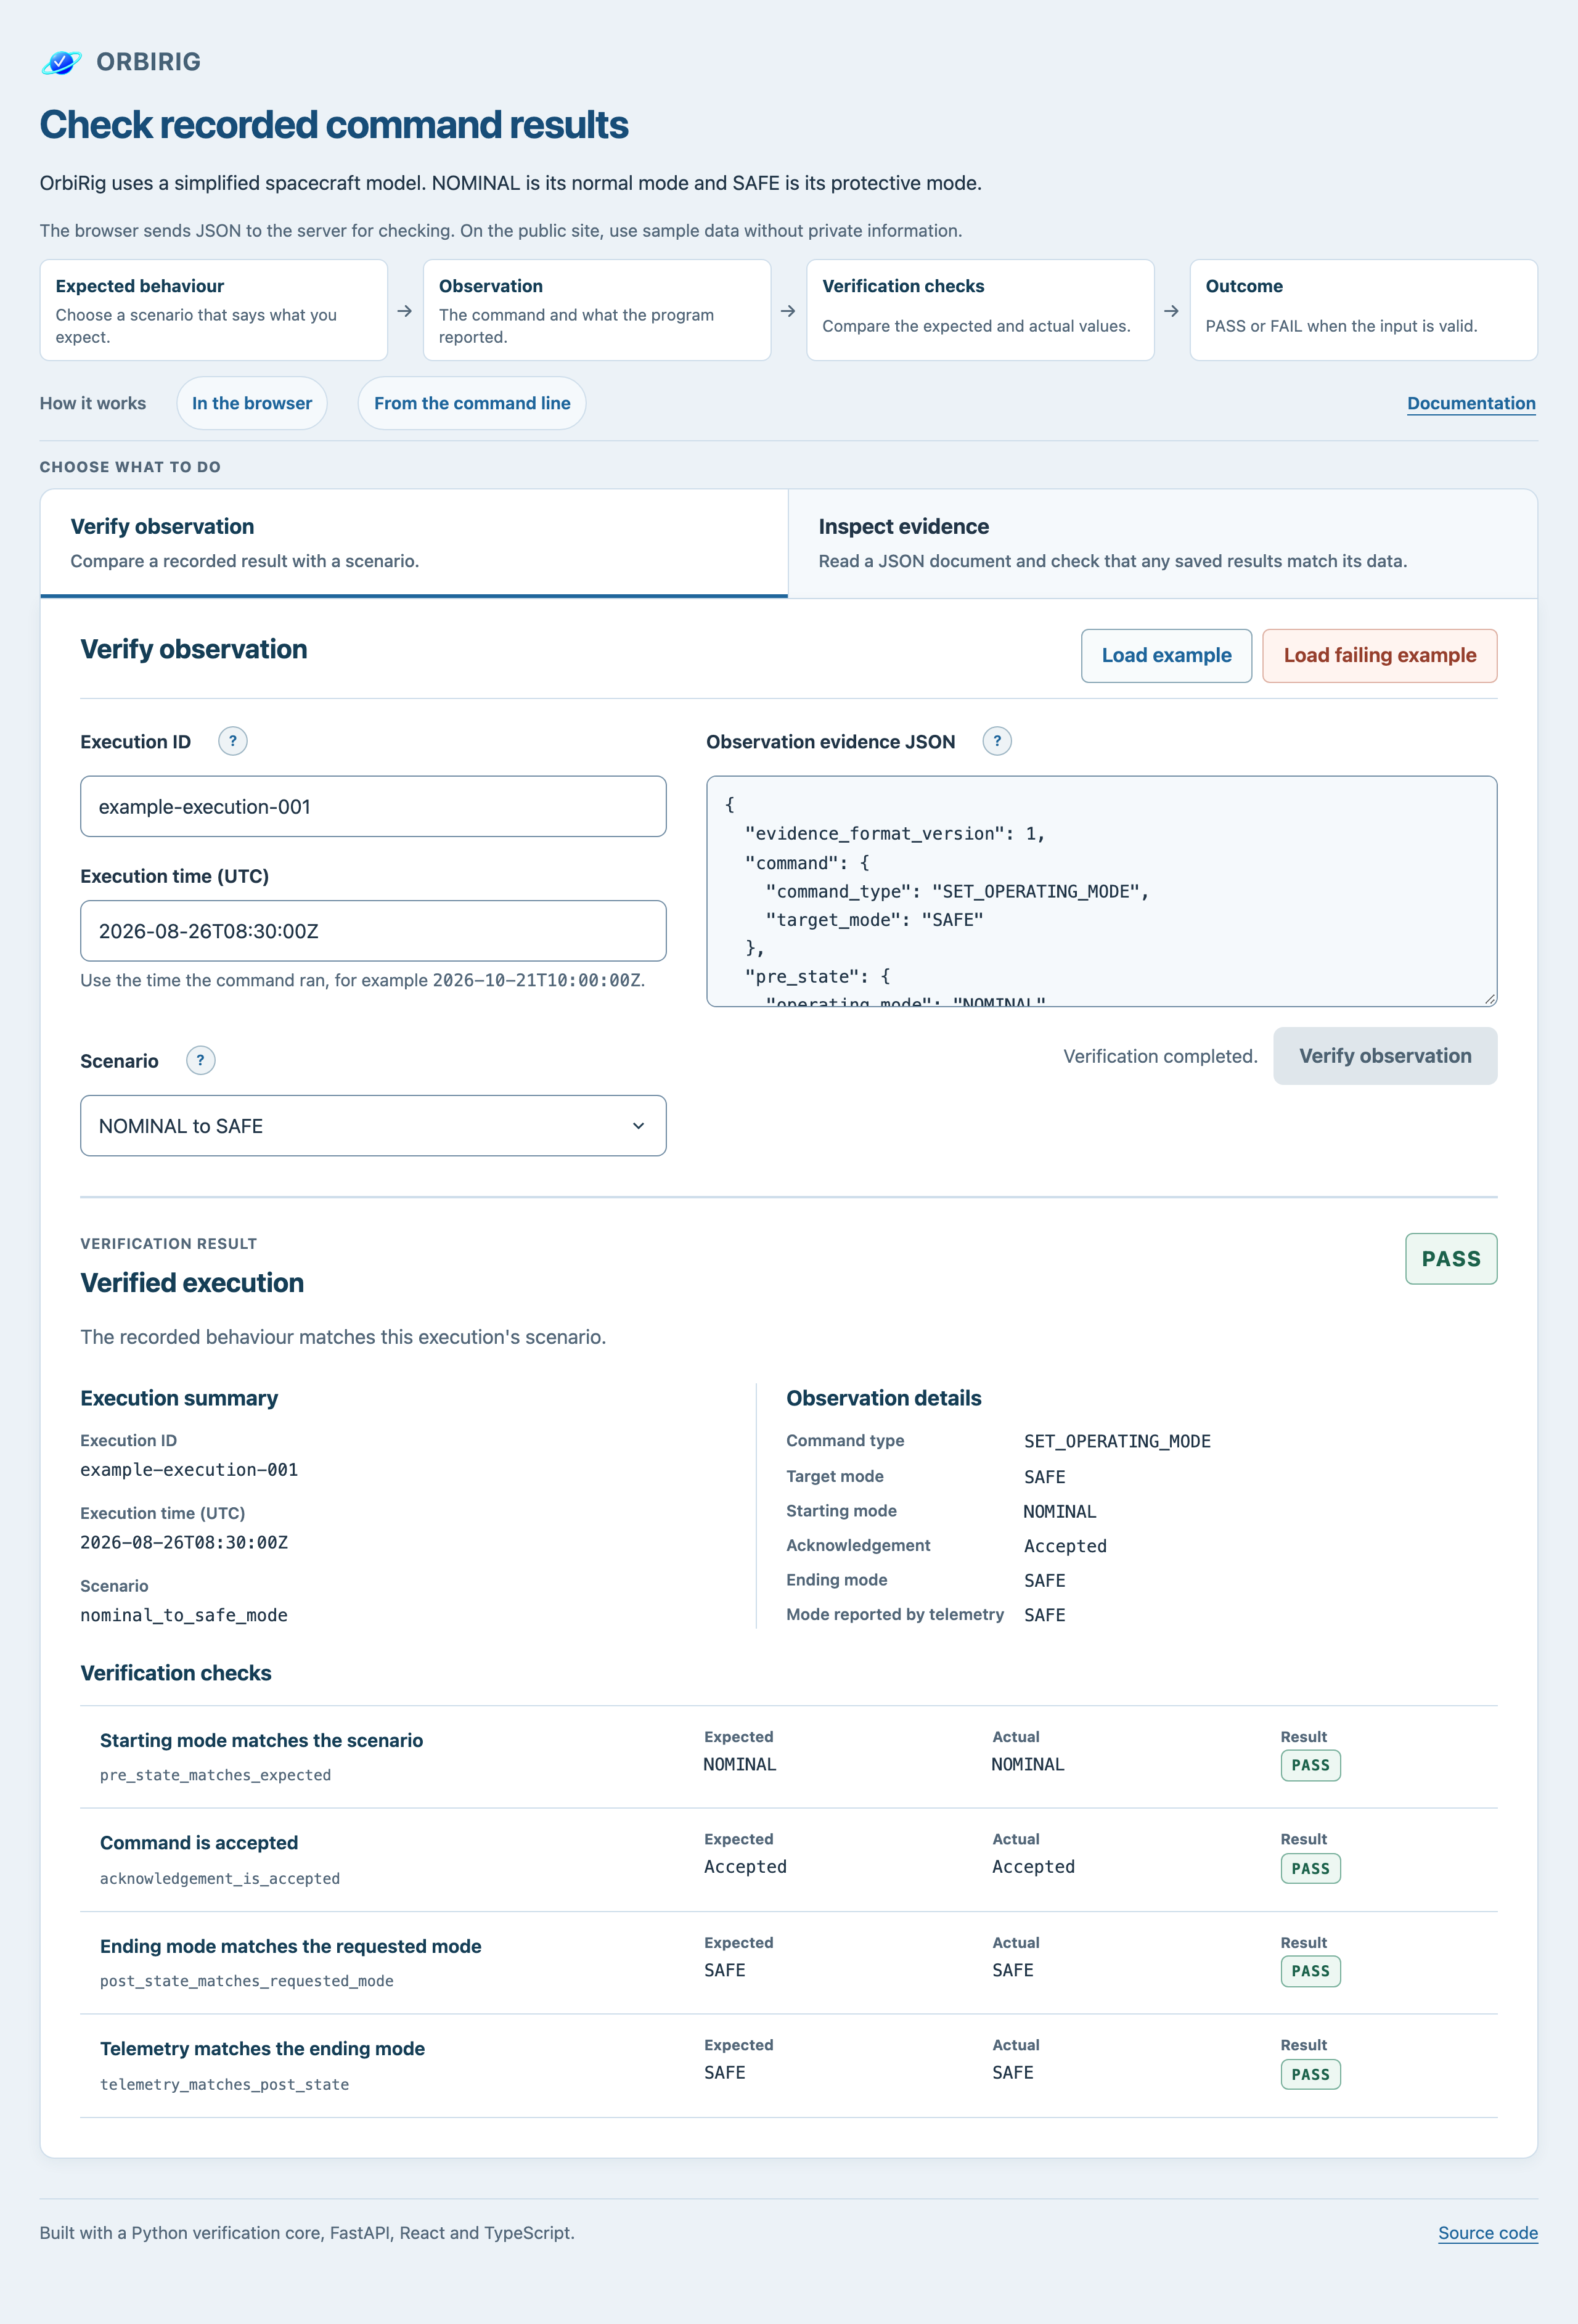 ORBIRIG
Check recorded command results
OrbiRig uses a simplified spacecraft model. NOMINAL is its normal mode and SAFE is its protective mode.
The browser sends JSON to the server for checking. On the public site, use sample data without private information.
Expected behaviour
Choose a scenario that says what you
expect.
→
Observation
The command and what the program
reported.
→
Verification checks
Compare the expected and actual values.
→
Outcome
PASS or FAIL when the input is valid.
How it works
In the browser
From the command line
Documentation
CHOOSE WHAT TO DO
Verify observation
Compare a recorded result with a scenario.
Inspect evidence
Read a JSON document and check that any saved results match its data.
Verify observation
Load example
Load failing example
Execution ID ?
example-execution-001
Execution time (UTC)
2026-08-26T08:30:00Z
Use the time the command ran, for example 2026-10-21T10:00:00Z.
Scenario ?
NOMINAL to SAFE
Observation evidence JSON ?
{
"evidence_format_version": 1,
"command": {
"command_type": "SET_OPERATING_MODE",
"target_mode": "SAFE"
},
"pre_state": {
"operating_mode": "NOMINAL"
Verification completed.
Verify observation
VERIFICATION RESULT
Verified execution
PASS
The recorded behaviour matches this execution's scenario.
Execution summary
Execution ID
example-execution-001
Execution time (UTC)
2026-08-26T08:30:00Z
Scenario
nominal_to_safe_mode
Observation details
Command type SET_OPERATING_MODE
Target mode SAFE
Starting mode NOMINAL
Acknowledgement Accepted
Ending mode SAFE
Mode reported by telemetry SAFE
Verification checks
Starting mode matches the scenario
pre_state_matches_expected
Expected
NOMINAL
Actual
NOMINAL
Result
PASS
Command is accepted
acknowledgement_is_accepted
Expected
Accepted
Actual
Accepted
Result
PASS
Ending mode matches the requested mode
post_state_matches_requested_mode
Expected
SAFE
Actual
SAFE
Result
PASS
Telemetry matches the ending mode
telemetry_matches_post_state
Expected
SAFE
Actual
SAFE
Result
PASS
Built with a Python verification core, FastAPI, React and TypeScript.
Source code